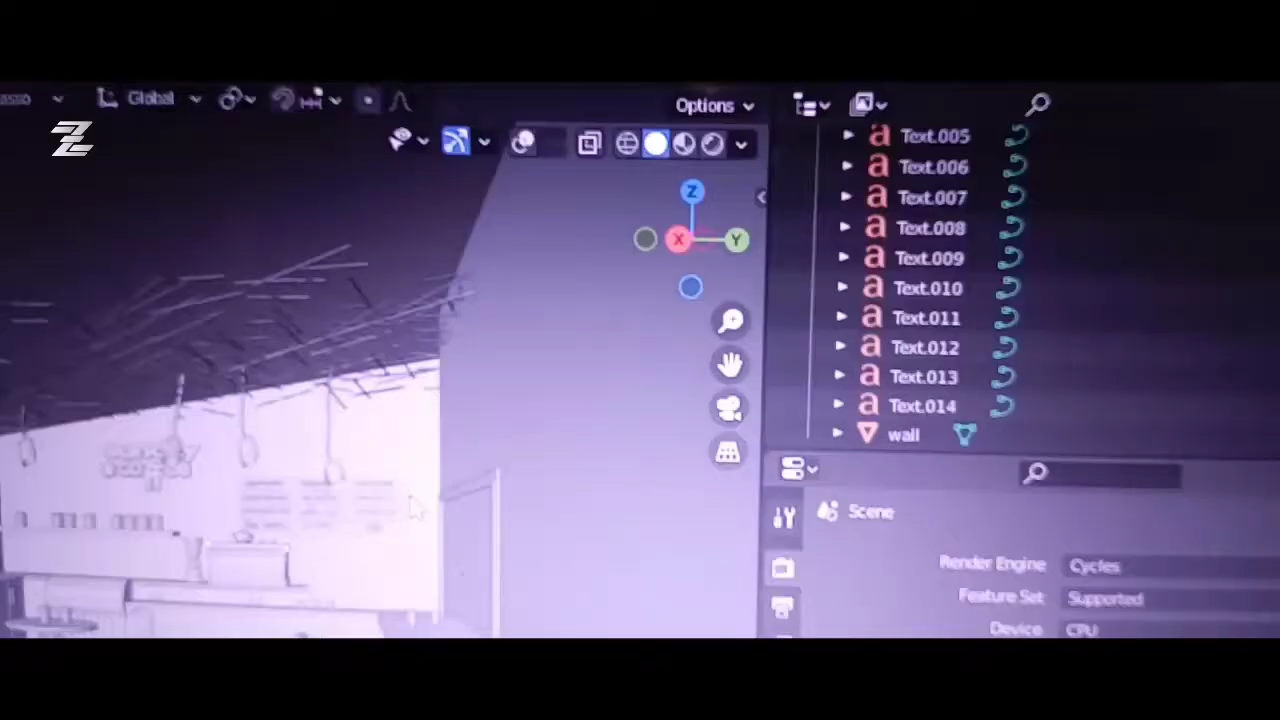 Global
Options
Z
X
Y
Text.005
Text.006
Text.007
Text.008
Text.009
Text.010
Text.011
Text.012
Text.013
Text.014
wall
Scene
Render Engine Cycles
Feature Set Supported
Device CPU